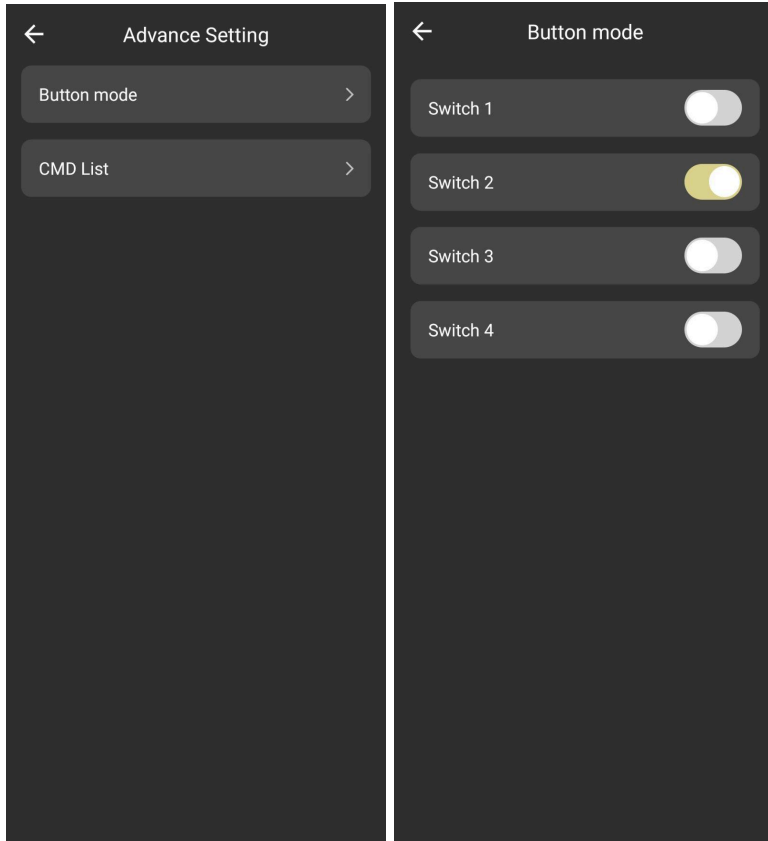 Advance Setting
Button mode
CMD List
Button mode
Switch 1
Switch 2
Switch 3
Switch 4